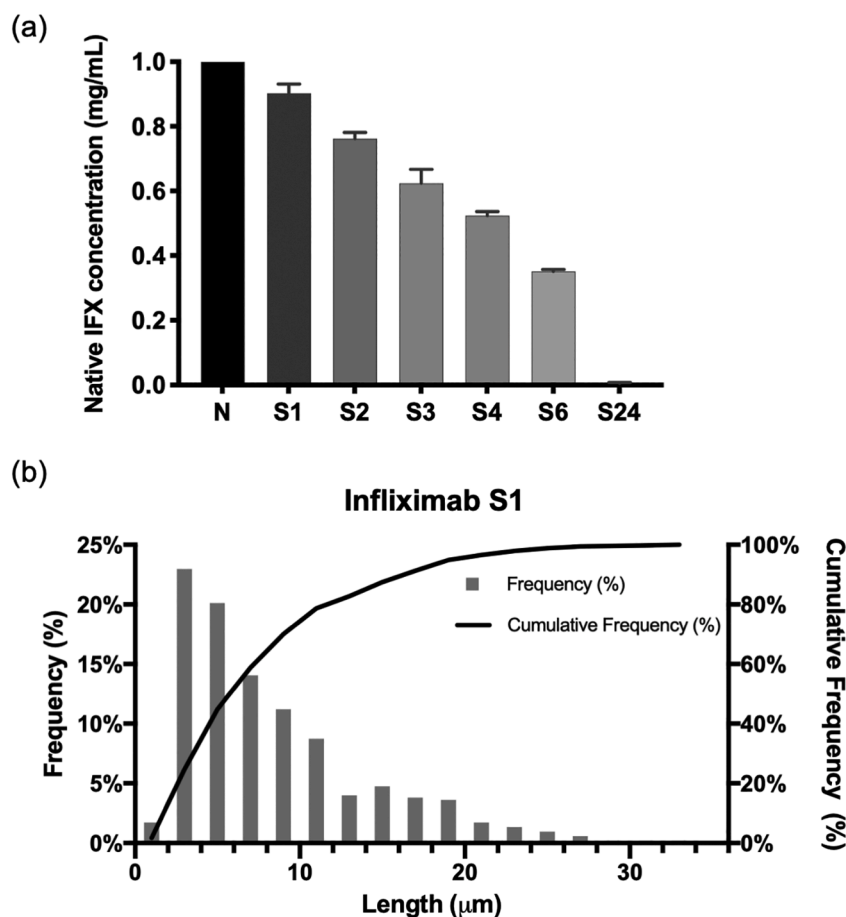 (a)
Native IFX concentration (mg/mL)
1.0
0.8
0.6
0.4
0.2
0.0
N S1 S2 S3 S4 S6 S24
(b)
Infliximab S1
Frequency (%)
25%
20%
15%
10%
5%
0%
Frequency (%)
Cumulative Frequency (%)
100%
80%
60%
40%
20%
0%
Cumulative Frequency (%)
0 10 20 30
Length (μm)